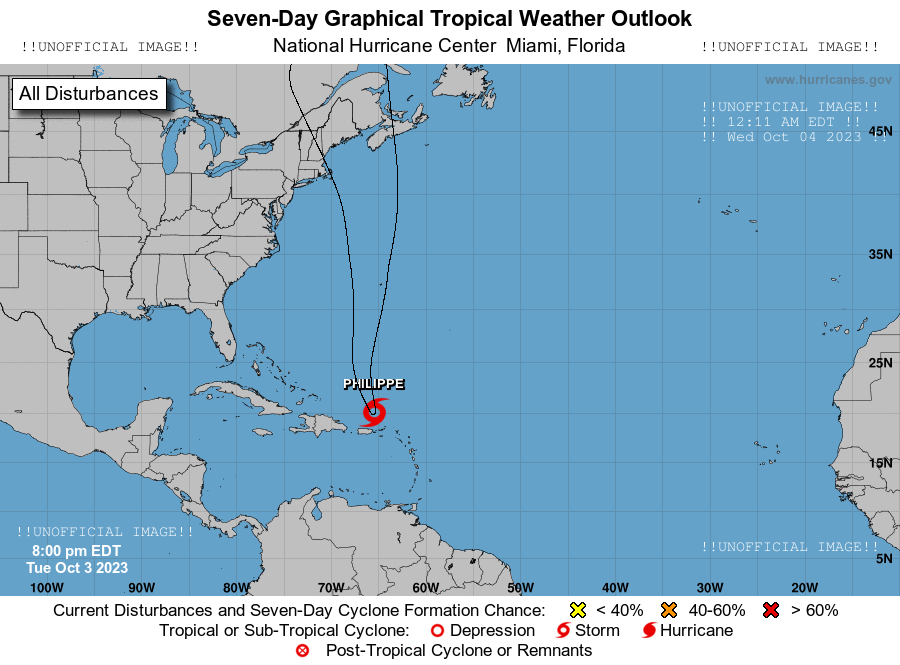 Seven-Day Graphical Tropical Weather Outlook
!!UNOFFICIAL IMAGE!! National Hurricane Center Miami, Florida !!UNOFFICIAL IMAGE!!
All Disturbances
www.hurricanes.gov
!!UNOFFICIAL IMAGE!!
!! 12:11 AM EDT !!
45N
!! Wed Oct 04 2023 !!
35N
25N
PHILIPPE
15N
!!UNOFFICIAL IMAGE!!
!!UNOFFICIAL IMAGE!!
8:00 pm EDT
5N
Tue Oct 3 2023
100W 90W 80W 70W 60W 50W 40W 30W 20W
Current Disturbances and Seven-Day Cyclone Formation Chance: < 40% 40-60% > 60%
Tropical or Sub-Tropical Cyclone: Depression Storm Hurricane
Post-Tropical Cyclone or Remnants